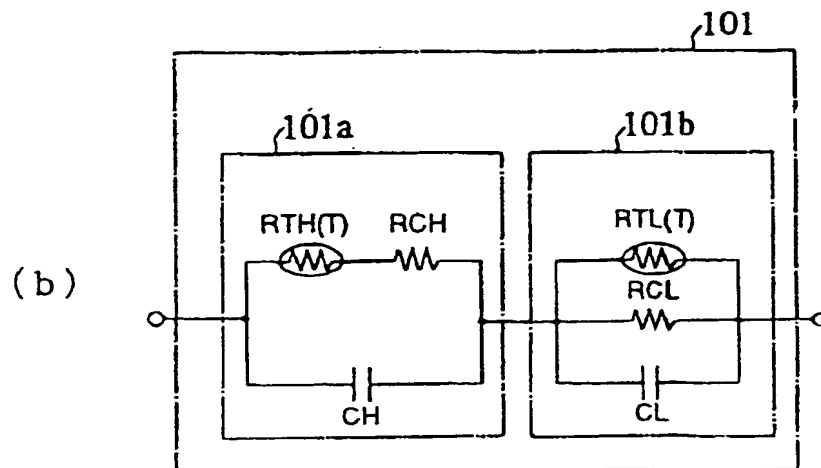 101
101a
101b
RTH(T)
RCH
RTL(T)
RCL
CH
CL
(b)